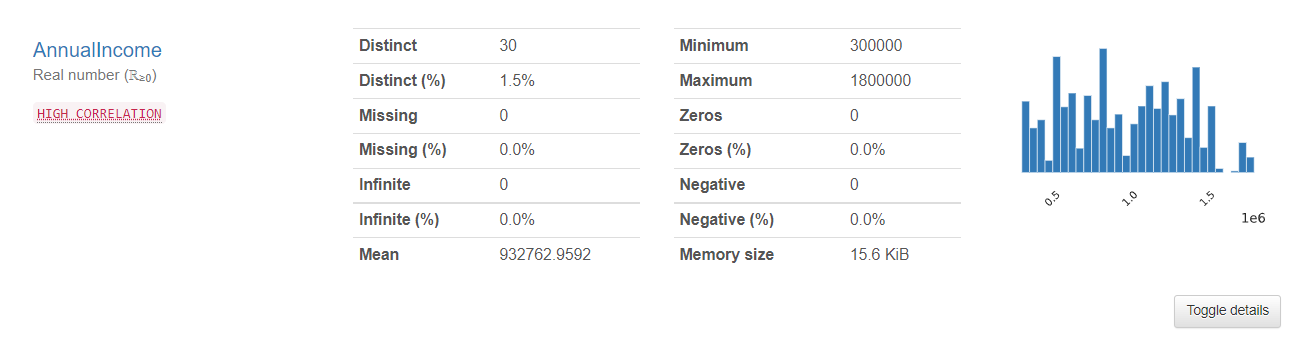 AnnualIncome
Real number (ℝ≥0)
HIGH CORRELATION
Distinct 30
Distinct (%) 1.5%
Missing 0
Missing (%) 0.0%
Infinite 0
Infinite (%) 0.0%
Mean 932762.9592
Minimum 300000
Maximum 1800000
Zeros 0
Zeros (%) 0.0%
Negative 0
Negative (%) 0.0%
Memory size 15.6 KiB
0.5 1.0 1.5
1e6
Toggle details